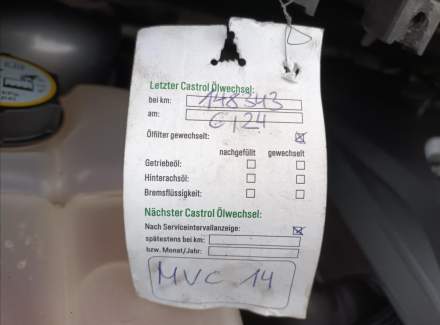 Letzter Castrol Ölwechsel:
bei km: 148343
am: 6/24
Ölfilter gewechselt: ☒
nachgefüllt gewechselt
Getriebeöl: ☐ ☐
Hinterachsöl: ☐ ☐
Bremsflüssigkeit: ☐ ☐
Nächster Castrol Ölwechsel:
Nach Serviceintervallanzeige: ☒
spätestens bei km:
bzw. Monat/Jahr:
MVC 14